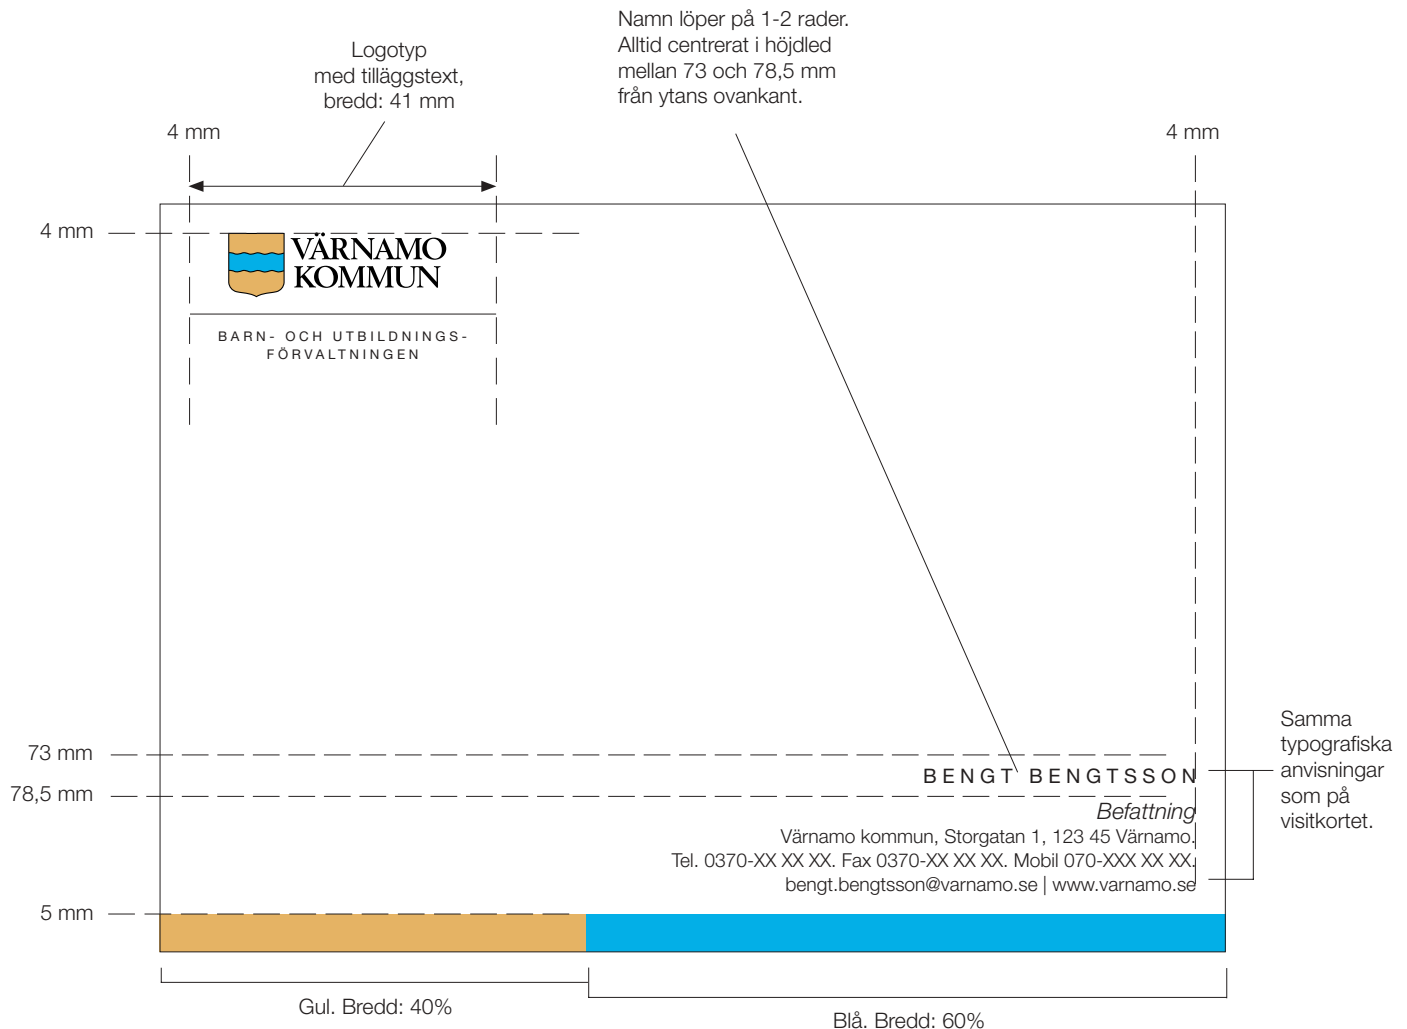 Namn löper på 1-2 rader.
Alltid centrerat i höjdled
mellan 73 och 78,5 mm
från ytans ovankant.
Logotyp
med tilläggstext,
bredd: 41 mm
4 mm
4 mm
4 mm
VÄRNAMO
KOMMUN
BARN- OCH UTBILDNINGS-
FÖRVALTNINGEN
73 mm
78,5 mm
BENGT BENGTSSON
Befattning
Värnamo kommun, Storgatan 1, 123 45 Värnamo.
Tel. 0370-XX XX XX. Fax 0370-XX XX XX. Mobil 070-XXX XX XX.
bengt.bengtsson@varnamo.se | www.varnamo.se
Samma
typografiska
anvisningar
som på
visitkortet.
5 mm
Gul. Bredd: 40%
Blå. Bredd: 60%